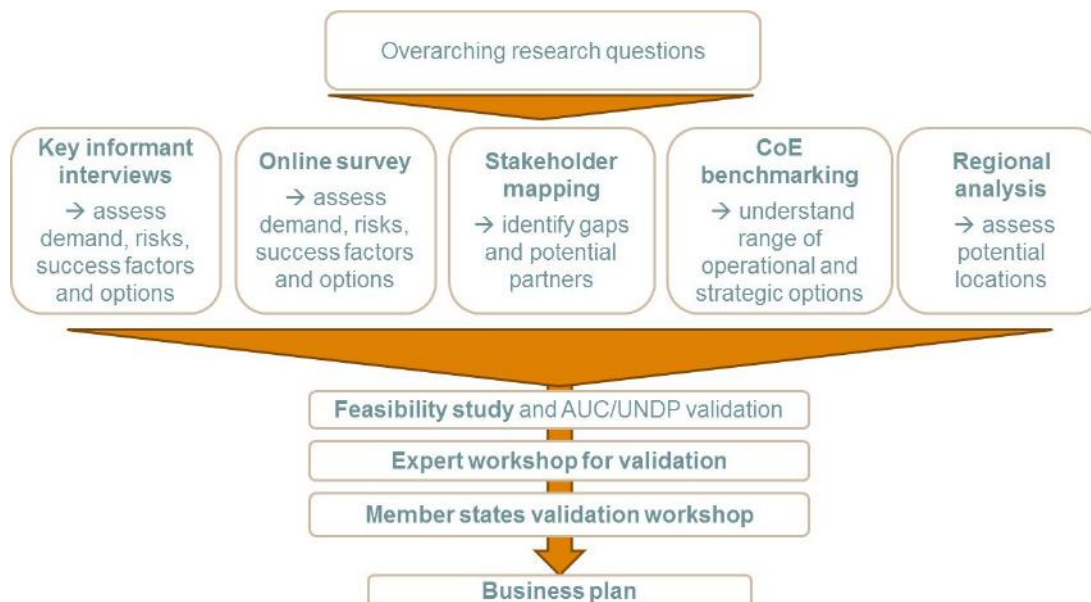 Overarching research questions
Key informant
interviews
→ assess
demand, risks,
success factors
and options
Online survey
→ assess
demand, risks,
success factors
and options
Stakeholder
mapping
→ identify gaps
and potential
partners
CoE
benchmarking
→ understand
range of
operational and
strategic options
Regional
analysis
→ assess
potential
locations
Feasibility study and AUC/UNDP validation
Expert workshop for validation
Member states validation workshop
Business plan